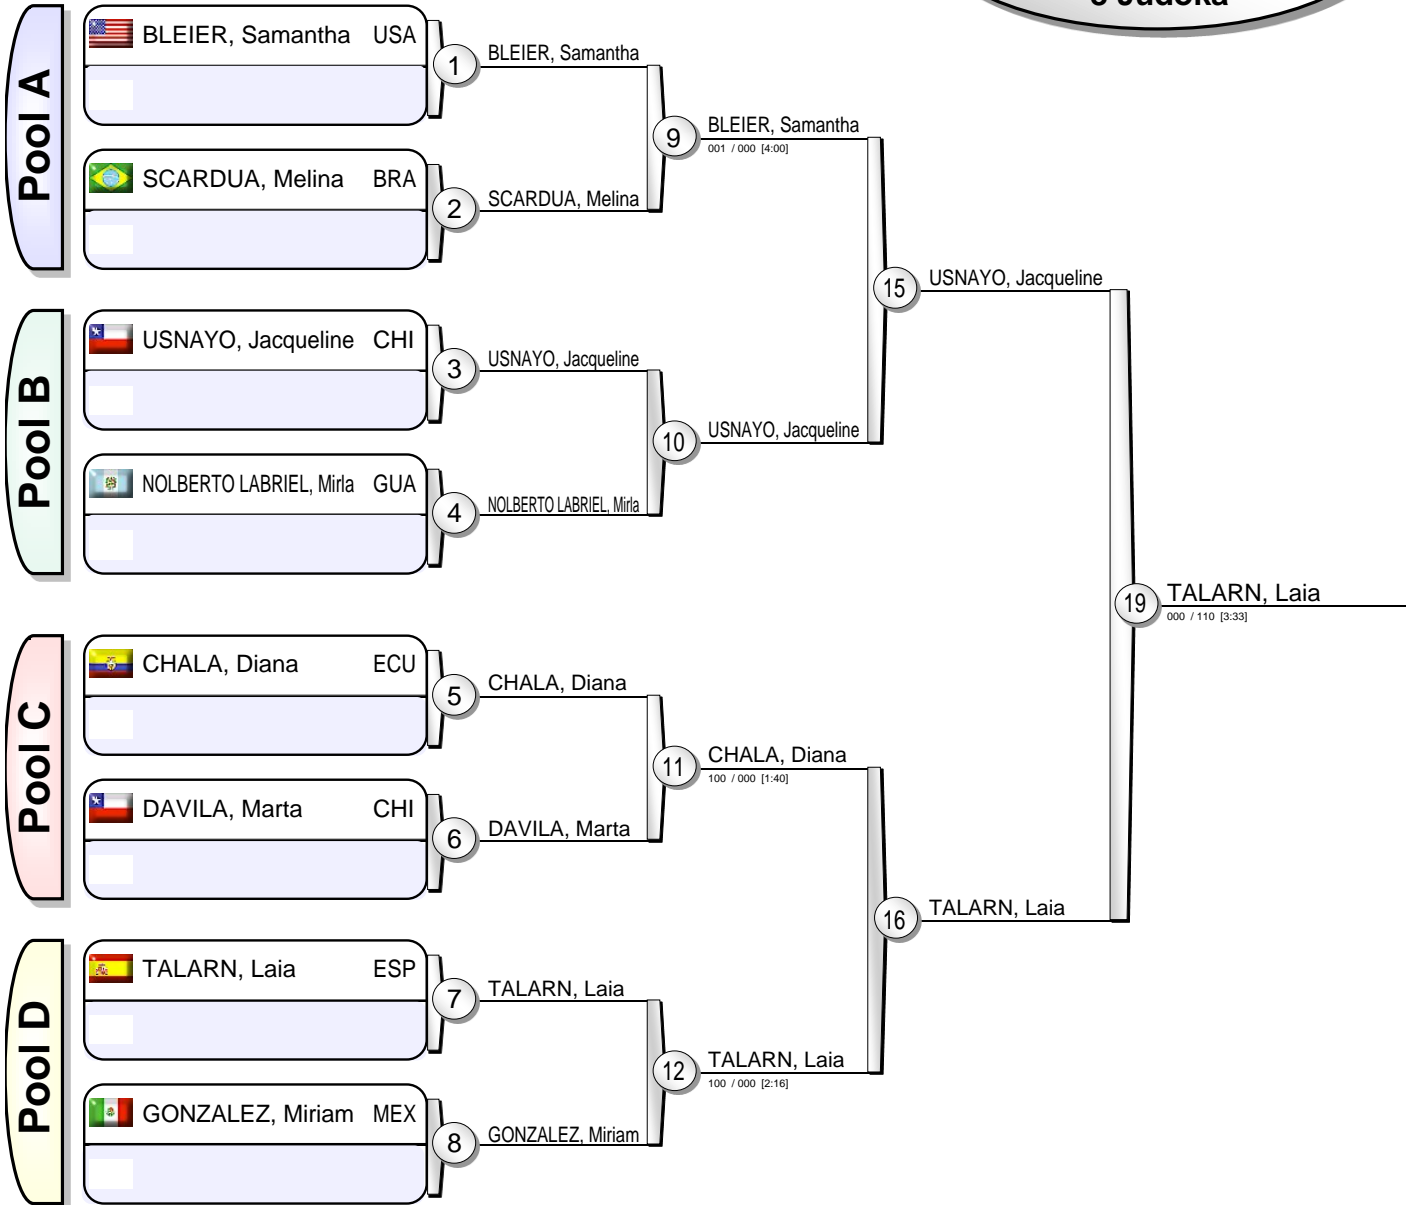 8 Judoka
Pool A
BLEIER, Samantha USA
SCARDUA, Melina BRA
1
BLEIER, Samantha
2
SCARDUA, Melina
9
BLEIER, Samantha
001 / 000 [4:00]
Pool B
USNAYO, Jacqueline CHI
NOLBERTO LABRIEL, Mirla GUA
3
USNAYO, Jacqueline
4
NOLBERTO LABRIEL, Mirla
10
USNAYO, Jacqueline
15
USNAYO, Jacqueline
Pool C
CHALA, Diana ECU
DAVILA, Marta CHI
5
CHALA, Diana
6
DAVILA, Marta
11
CHALA, Diana
100 / 000 [1:40]
Pool D
TALARN, Laia ESP
GONZALEZ, Miriam MEX
7
TALARN, Laia
8
GONZALEZ, Miriam
12
TALARN, Laia
100 / 000 [2:16]
16
TALARN, Laia
19
TALARN, Laia
000 / 110 [3:33]